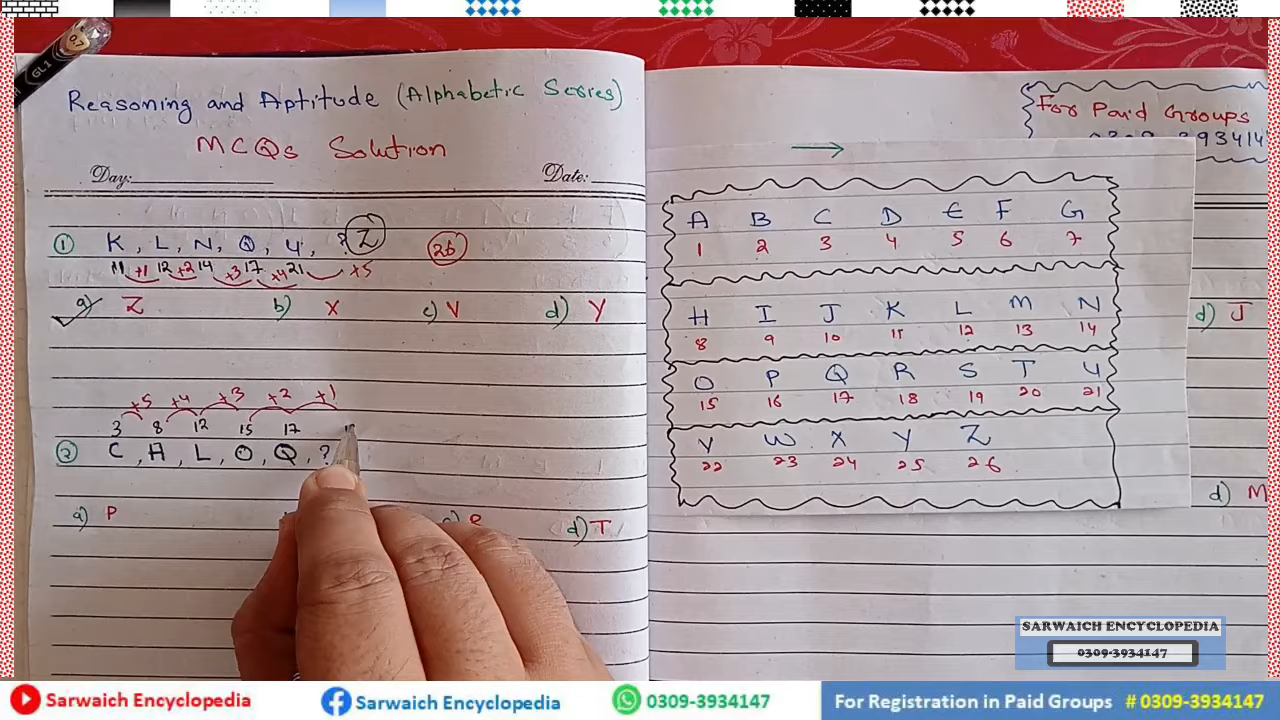 GL1 0.7
Reasoning and Aptitude (Alphabetic Series)
MCQs Solution
Day: Date:
① K, L, N, Q, U, ? Z 26
11 +1 12 +2 14 +3 17 +4 21 +5
a) Z b) X c) V d) Y
+5 +4 +3 +2 +1
3 8 12 15 17
② C, H, L, O, Q, ?
a) P d) T
For Paid Groups
A B C D E F G
1 2 3 4 5 6 7
H I J K L M N
8 9 10 11 12 13 14
O P Q R S T U
15 16 17 18 19 20 21
V W X Y Z
22 23 24 25 26
d) J
d) M
SARWAICH ENCYCLOPEDIA
0309-3934147
Sarwaich Encyclopedia Sarwaich Encyclopedia 0309-3934147 For Registration in Paid Groups # 0309-3934147